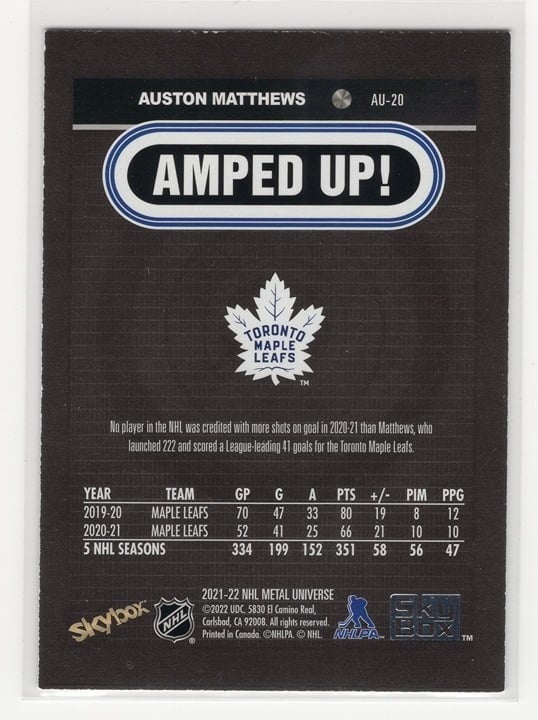 AUSTON MATTHEWS AU-20
AMPED UP!
TORONTO
MAPLE
LEAFS
TM
No player in the NHL was credited with more shots on goal in 2020-21 than Matthews, who
launched 222 and scored a League-leading 41 goals for the Toronto Maple Leafs.
YEAR TEAM GP G A PTS +/- PIM PPG
2019-20 MAPLE LEAFS 70 47 33 80 19 8 12
2020-21 MAPLE LEAFS 52 41 25 66 21 10 10
5 NHL SEASONS 334 199 152 351 58 56 47
2021-22 NHL METAL UNIVERSE
©2022 UDC. 5830 El Camino Real,
Carlsbad, CA 92008. All rights reserved.
Printed in Canada. ©NHLPA. © NHL.
skybox
NHL
®
NHLPA
SKY
BOX
TM